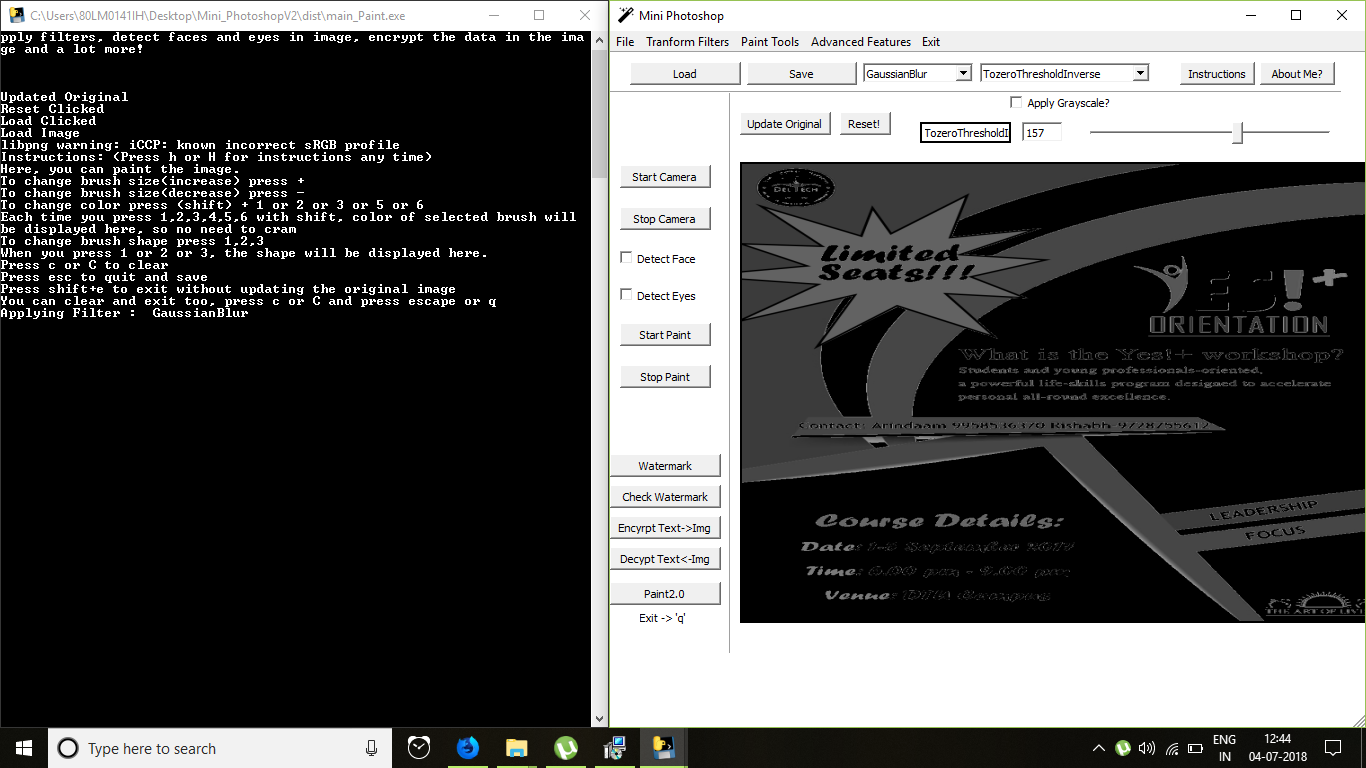 C:\Users\80LM0141IH\Desktop\Mini_PhotoshopV2\dist\main_Paint.exe
pply filters, detect faces and eyes in image, encrypt the data in the ima
ge and a lot more!
Updated Original
Reset Clicked
Load Clicked
Load Image
libpng warning: iCCP: known incorrect sRGB profile
Instructions: (Press h or H for instructions any time)
Here, you can paint the image.
To change brush size(increase) press +
To change brush size(decrease) press -
To change color press (shift) + 1 or 2 or 3 or 5 or 6
Each time you press 1,2,3,4,5,6 with shift, color of selected brush will
be displayed here, so no need to cram
To change brush shape press 1,2,3
When you press 1 or 2 or 3, the shape will be displayed here.
Press c or C to clear
Press esc to quit and save
Press shift+e to exit without updating the original image
You can clear and exit too, press c or C and press escape or q
Applying Filter :  GaussianBlur
Mini Photoshop
File Tranform Filters Paint Tools Advanced Features Exit
Load Save GaussianBlur TozeroThresholdInverse Instructions About Me?
Apply Grayscale?
Update Original Reset! TozeroThresholdI 157
Start Camera
Stop Camera
Detect Face
Detect Eyes
Start Paint
Stop Paint
Watermark
Check Watermark
Encyrpt Text->Img
Decypt Text<-Img
Paint2.0
Exit -> 'q'
DELTECH
Limited
Seats!!!
YES!+
ORIENTATION
What is the Yes!+ workshop?
Students and young professionals-oriented,
a powerful life-skills program designed to accelerate
personal all-round excellence.
Contact: Arindaam 9958536370 Rishabh 9728755612
Course Details:
Date: 1-6 September 2017
Time:
Venue: DTU Campus
LEADERSHIP
FOCUS
THE ART OF LIVI
Type here to search
ENG
IN
12:44
04-07-2018